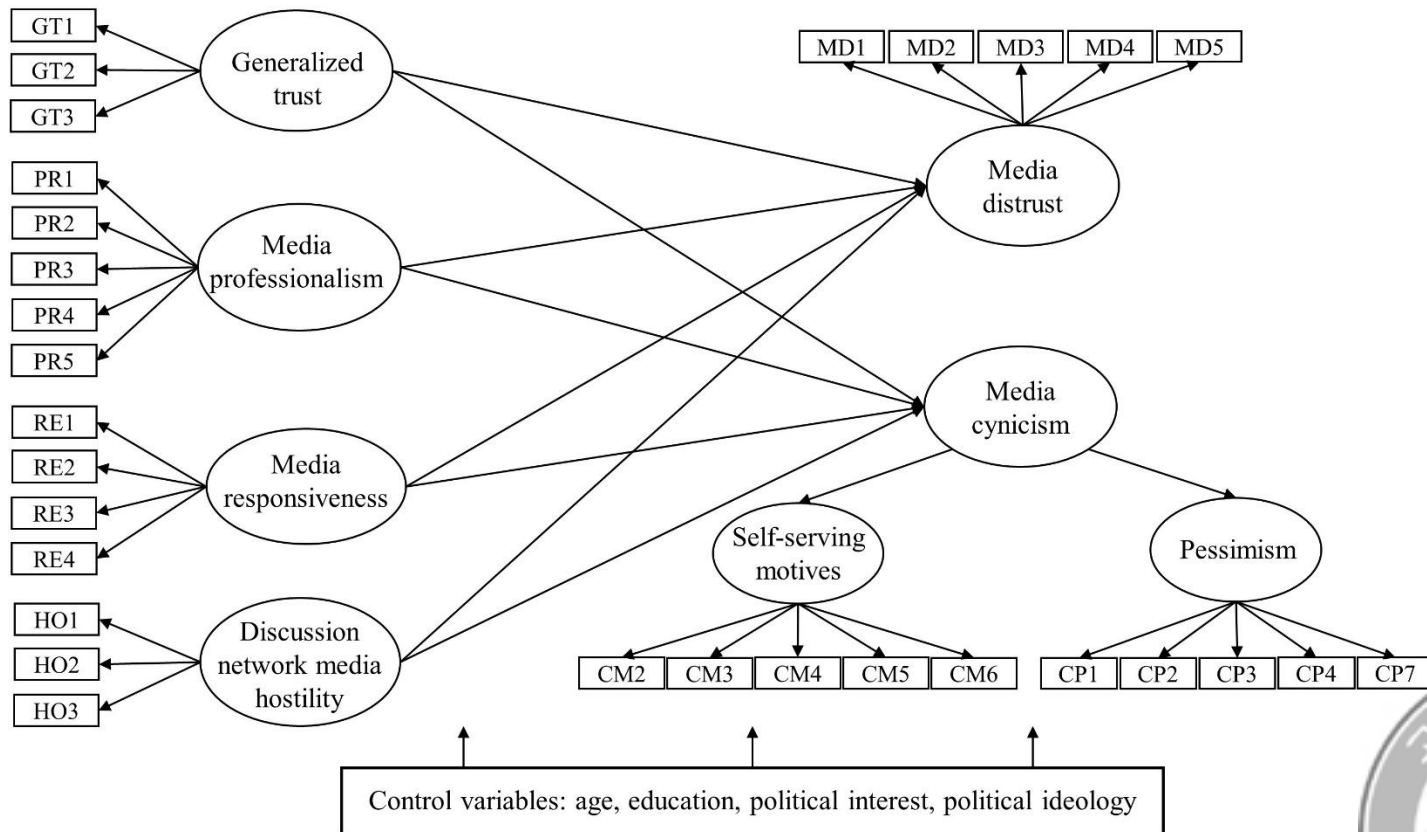 GT1
GT2
GT3
Generalized
trust
MD1
MD2
MD3
MD4
MD5
Media
distrust
PR1
PR2
PR3
PR4
PR5
Media
professionalism
Media
cynicism
RE1
RE2
RE3
RE4
Media
responsiveness
Self-serving
motives
Pessimism
HO1
HO2
HO3
Discussion
network media
hostility
CM2
CM3
CM4
CM5
CM6
CP1
CP2
CP3
CP4
CP7
Control variables: age, education, political interest, political ideology